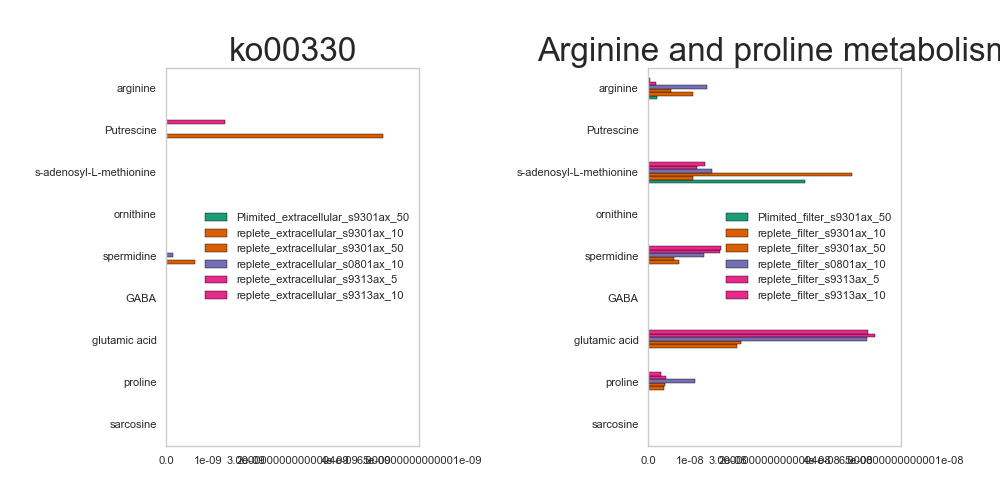 ko00330
arginine
Putrescine
s-adenosyl-L-methionine
ornithine
spermidine
GABA
glutamic acid
proline
sarcosine
Plimited_extracellular_s9301ax_50
replete_extracellular_s9301ax_10
replete_extracellular_s9301ax_50
replete_extracellular_s0801ax_10
replete_extracellular_s9313ax_5
replete_extracellular_s9313ax_10
0.0 1e-09
Arginine and proline metabolism
arginine
Putrescine
s-adenosyl-L-methionine
ornithine
spermidine
GABA
glutamic acid
proline
sarcosine
Plimited_filter_s9301ax_50
replete_filter_s9301ax_10
replete_filter_s9301ax_50
replete_filter_s0801ax_10
replete_filter_s9313ax_5
replete_filter_s9313ax_10
0.0 1e-08